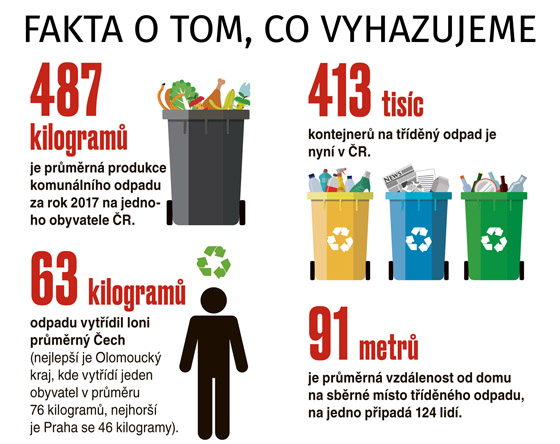 FAKTA O TOM, CO VYHAZUJEME
487
kilogramů
je průměrná produkce
komunálního odpadu
za rok 2017 na jedno-
ho obyvatele ČR.
413 tisíc
kontejnerů na tříděný odpad je
nyní v ČR.
NEWS
63 kilogramů
odpadu vytřídil loni
průměrný Čech
(nejlepší je Olomoucký
kraj, kde vytřídí jeden
obyvatel v průměru
76 kilogramů, nejhorší
je Praha se 46 kilogramy).
91 metrů
je průměrná vzdálenost od domu
na sběrné místo tříděného odpadu,
na jedno připadá 124 lidí.